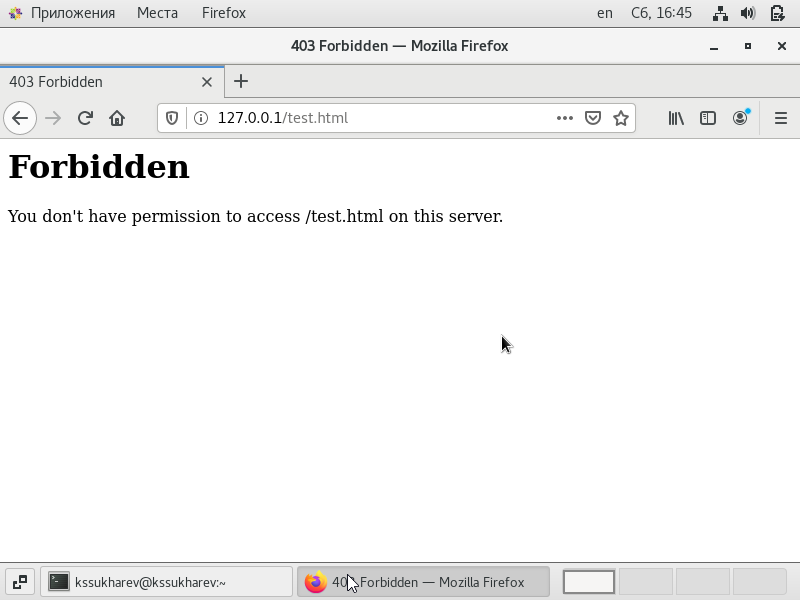 Приложения Места Firefox en Сб, 16:45
403 Forbidden — Mozilla Firefox
403 Forbidden
127.0.0.1/test.html
Forbidden
You don't have permission to access /test.html on this server.
kssukharev@kssukharev:~ 403 Forbidden — Mozilla Firefox